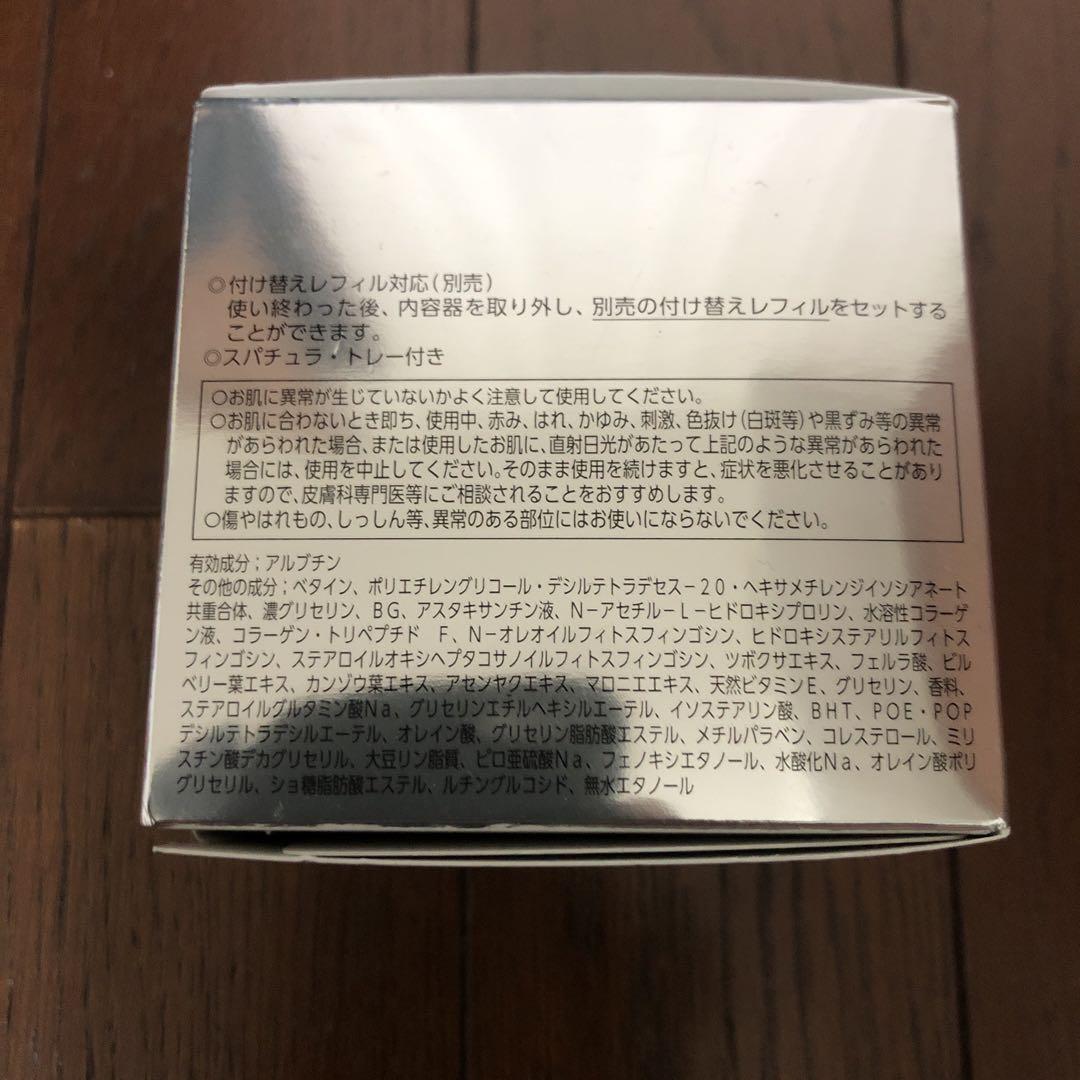 ◎付け替えレフィル対応（別売）
使い終わった後、内容器を取り外し、別売の付け替えレフィルをセットする
ことができます。
◎スパチュラ・トレー付き
○お肌に異常が生じていないかよく注意して使用してください。
○お肌に合わないとき即ち、使用中、赤み、はれ、かゆみ、刺激、色抜け（白斑等）や黒ずみ等の異常
があらわれた場合、または使用したお肌に、直射日光があたって上記のような異常があらわれた
場合には、使用を中止してください。そのまま使用を続けますと、症状を悪化させることがあり
ますので、皮膚科専門医等にご相談されることをおすすめします。
○傷やはれもの、しっしん等、異常のある部位にはお使いにならないでください。
有効成分；アルブチン
その他の成分；ベタイン、ポリエチレングリコール・デシルテトラデセス－２０・ヘキサメチレンジイソシアネート
共重合体、濃グリセリン、ＢＧ、アスタキサンチン液、Ｎ－アセチル－Ｌ－ヒドロキシプロリン、水溶性コラーゲ
ン液、コラーゲン・トリペプチド　Ｆ、Ｎ－オレオイルフィトスフィンゴシン、ヒドロキシステアリルフィトス
フィンゴシン、ステアロイルオキシヘプタコサノイルフィトスフィンゴシン、ツボクサエキス、フェルラ酸、ビル
ベリー葉エキス、カンゾウ葉エキス、アセンヤクエキス、マロニエエキス、天然ビタミンＥ、グリセリン、香料、
ステアロイルグルタミン酸Ｎａ、グリセリンエチルヘキシルエーテル、イソステアリン酸、ＢＨＴ、ＰＯＥ・ＰＯＰ
デシルテトラデシルエーテル、オレイン酸、グリセリン脂肪酸エステル、メチルパラベン、コレステロール、ミリ
スチン酸デカグリセリル、大豆リン脂質、ピロ亜硫酸Ｎａ、フェノキシエタノール、水酸化Ｎａ、オレイン酸ポリ
グリセリル、ショ糖脂肪酸エステル、ルチングルコシド、無水エタノール